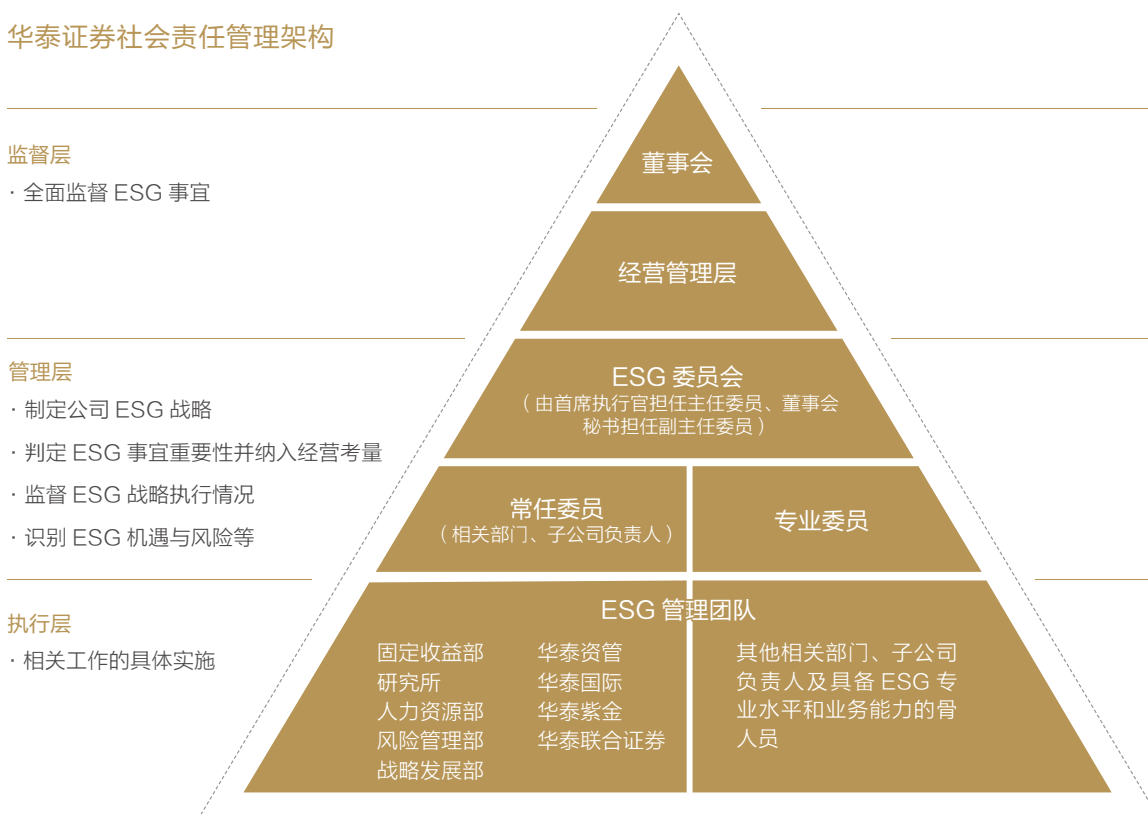 华泰证券社会责任管理架构
监督层
· 全面监督 ESG 事宜
董事会
经营管理层
管理层
· 制定公司 ESG 战略
· 判定 ESG 事宜重要性并纳入经营考量
· 监督 ESG 战略执行情况
· 识别 ESG 机遇与风险等
ESG 委员会
（由首席执行官担任主任委员、董事会
秘书担任副主任委员）
常任委员
（相关部门、子公司负责人）
专业委员
执行层
· 相关工作的具体实施
ESG 管理团队
固定收益部
研究所
人力资源部
风险管理部
战略发展部
华泰资管
华泰国际
华泰紫金
华泰联合证券
其他相关部门、子公司
负责人及具备 ESG 专
业水平和业务能力的骨
人员